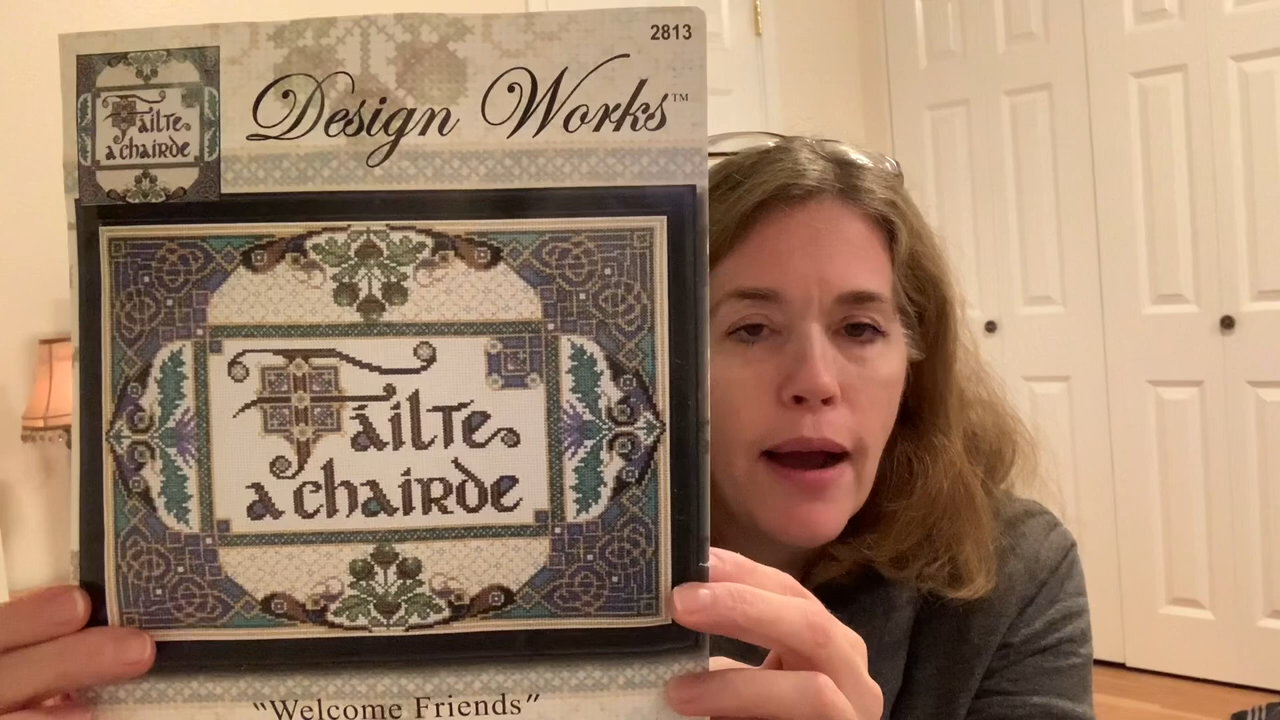 2813
Design Works™
Fáilte
a chairde
Fáilte
a chairde
"Welcome Friends"